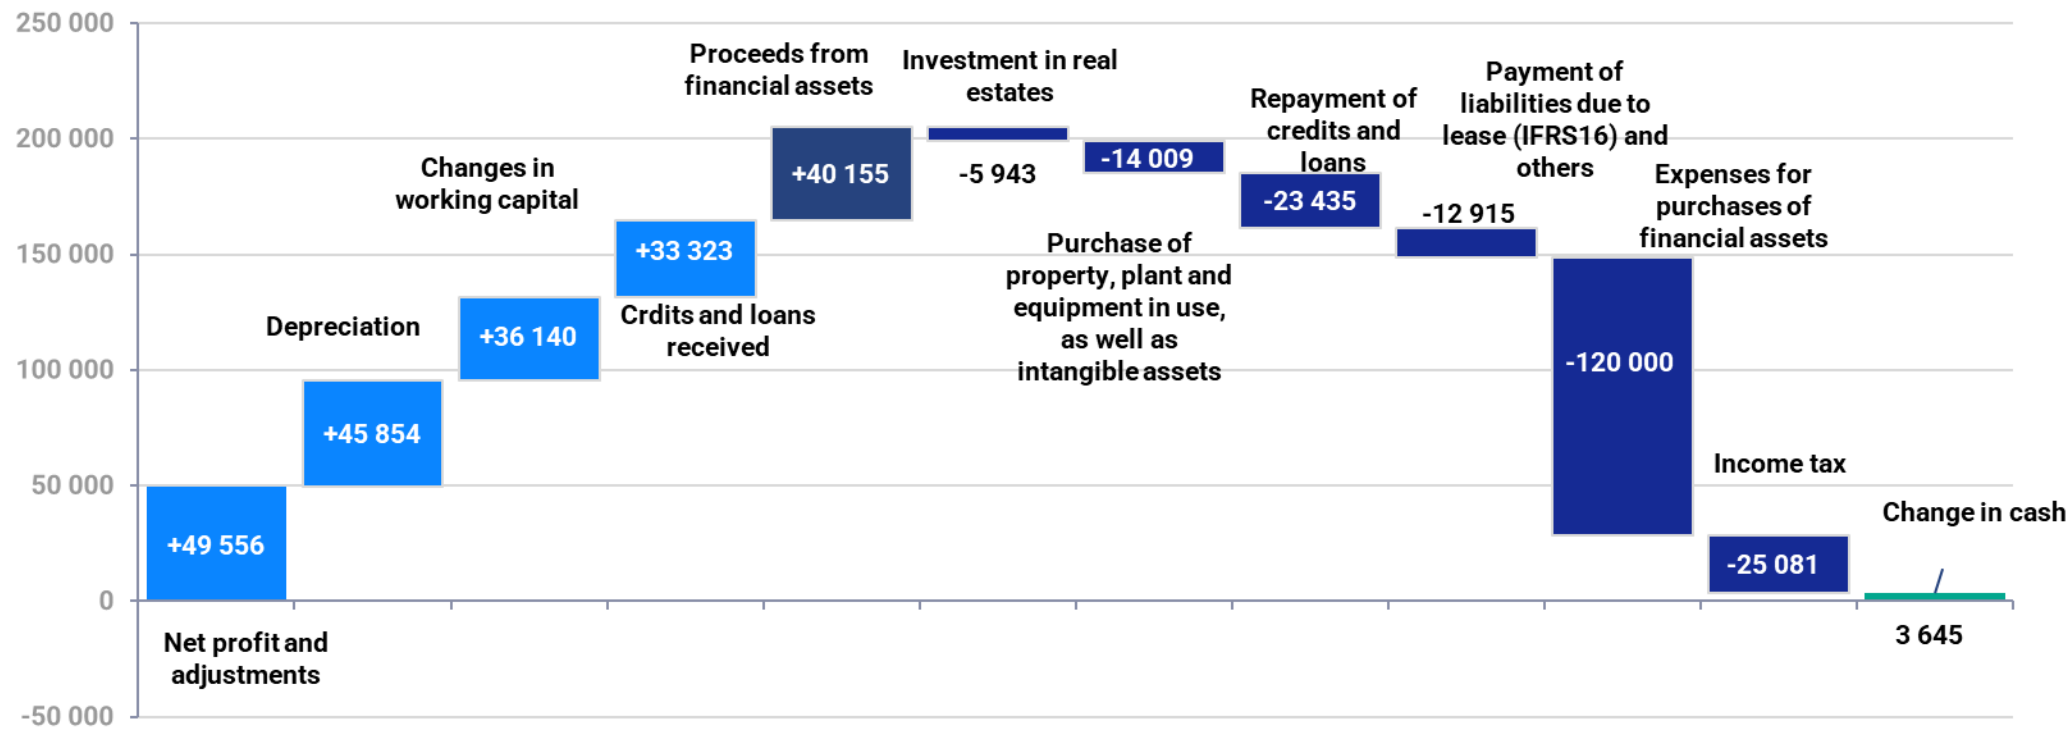 250 000
200 000
150 000
100 000
50 000
0
-50 000
Net profit and
adjustments
+49 556
Depreciation
+45 854
Changes in
working capital
+36 140
+33 323
Crdits and loans
received
Proceeds from
financial assets
+40 155
Investment in real
estates
-5 943
-14 009
Purchase of
property, plant and
equipment in use,
as well as
intangible assets
Repayment of
credits and
loans
-23 435
Payment of
liabilities due to
lease (IFRS16) and
others
-12 915
Expenses for
purchases of
financial assets
-120 000
Income tax
-25 081
Change in cash
3 645